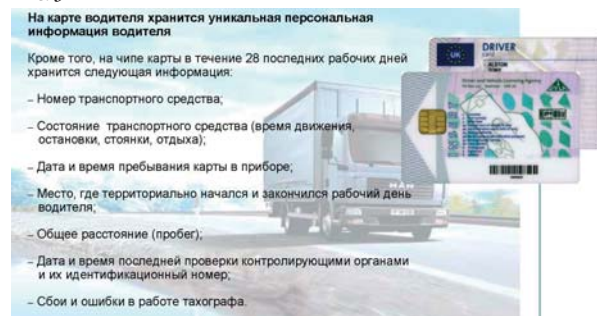 На карте водителя хранится уникальная персональная
информация водителя
Кроме того, на чипе карты в течение 28 последних рабочих дней
хранится следующая информация:
– Номер транспортного средства;
– Состояние транспортного средства (время движения,
остановки, стоянки, отдыха);
– Дата и время пребывания карты в приборе;
– Место, где территориально начался и закончился рабочий день
водителя;
– Общее расстояние (пробег);
– Дата и время последней проверки контролирующими органами
и их идентификационный номер;
– Сбои и ошибки в работе тахографа.
UK
DRIVER
CARD
MAN